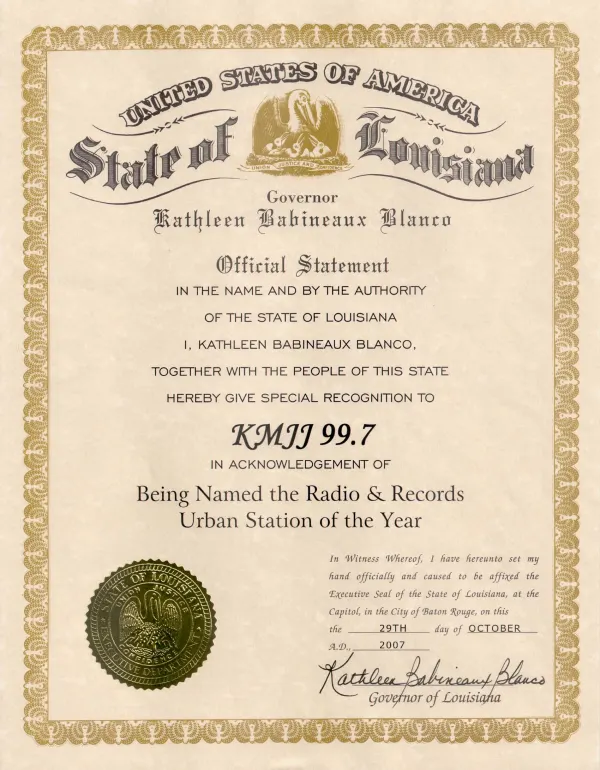 UNITED STATES OF AMERICA
State of Louisiana
UNION JUSTICE AND CONFIDENCE
Governor
Kathleen Babineaux Blanco
Official Statement
IN THE NAME AND BY THE AUTHORITY
OF THE STATE OF LOUISIANA
I, KATHLEEN BABINEAUX BLANCO,
TOGETHER WITH THE PEOPLE OF THIS STATE
HEREBY GIVE SPECIAL RECOGNITION TO
KMJJ 99.7
IN ACKNOWLEDGEMENT OF
Being Named the Radio & Records
Urban Station of the Year
In Witness Whereof, I have hereunto set my
hand officially and caused to be affixed the
Executive Seal of the State of Louisiana, at the
Capitol, in the City of Baton Rouge, on this
the 29TH day of OCTOBER
A.D., 2007
Kathleen Babineaux Blanco
Governor of Louisiana
STATE OF LOUISIANA
UNION JUSTICE
CONFIDENCE
EXECUTIVE DEPARTMENT